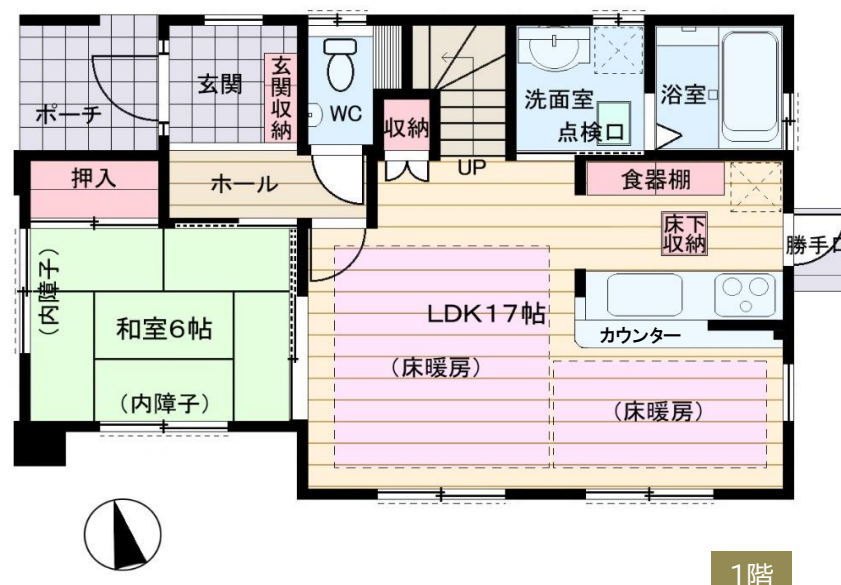 ポーチ
玄関
玄関収納
WC
収納
UP
洗面室
点検口
浴室
押入
ホール
食器棚
床下
収納
勝手口
(内障子)
和室6帖
(内障子)
LDK17帖
(床暖房)
カウンター
(床暖房)
1階